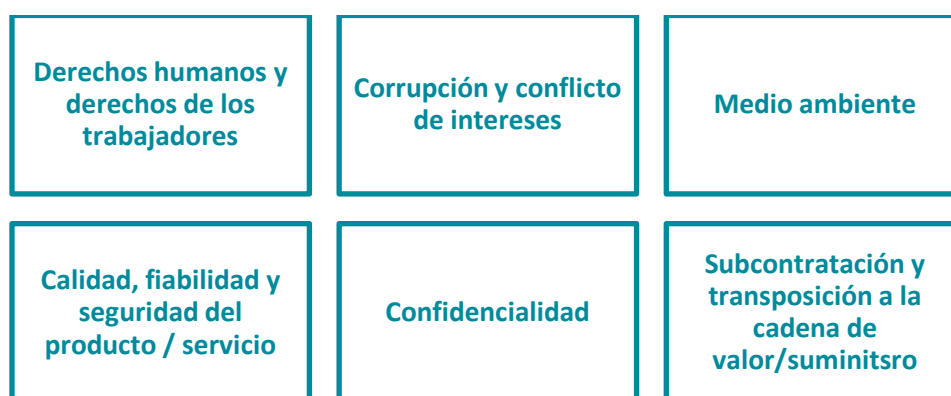 Derechos humanos y
derechos de los
trabajadores
Corrupción y conflicto
de intereses
Medio ambiente
Calidad, fiabilidad y
seguridad del
producto / servicio
Confidencialidad
Subcontratación y
transposición a la
cadena de
valor/suminitsro